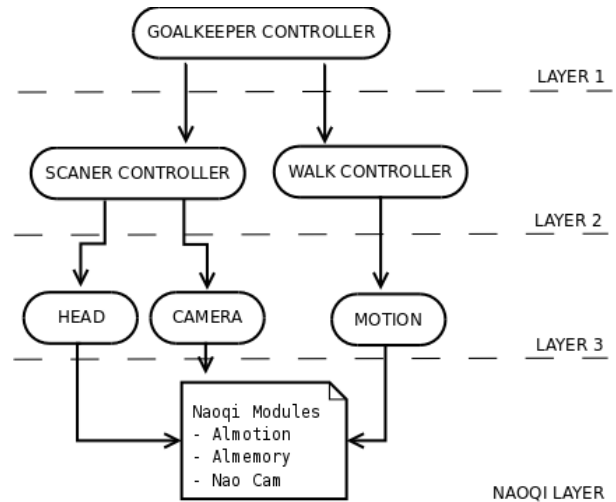 GOALKEEPER CONTROLLER
LAYER 1
SCANER CONTROLLER
WALK CONTROLLER
LAYER 2
HEAD
CAMERA
MOTION
LAYER 3
Naoqi Modules
- Almotion
- Almemory
- Nao Cam
NAOQI LAYER